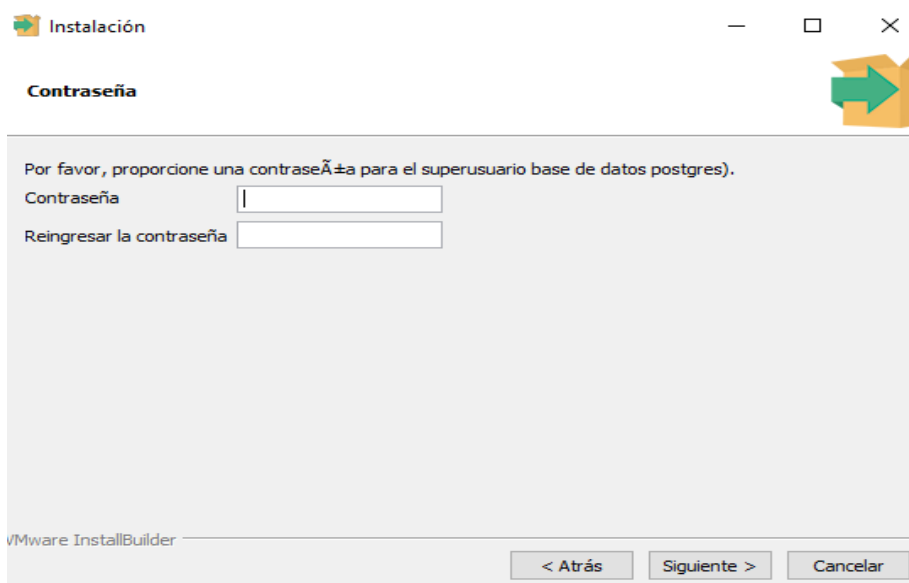 Instalación
Contraseña
Por favor, proporcione una contraseÃ±a para el superusuario base de datos postgres).
Contraseña
Reingresar la contraseña
VMware InstallBuilder
< Atrás
Siguiente >
Cancelar